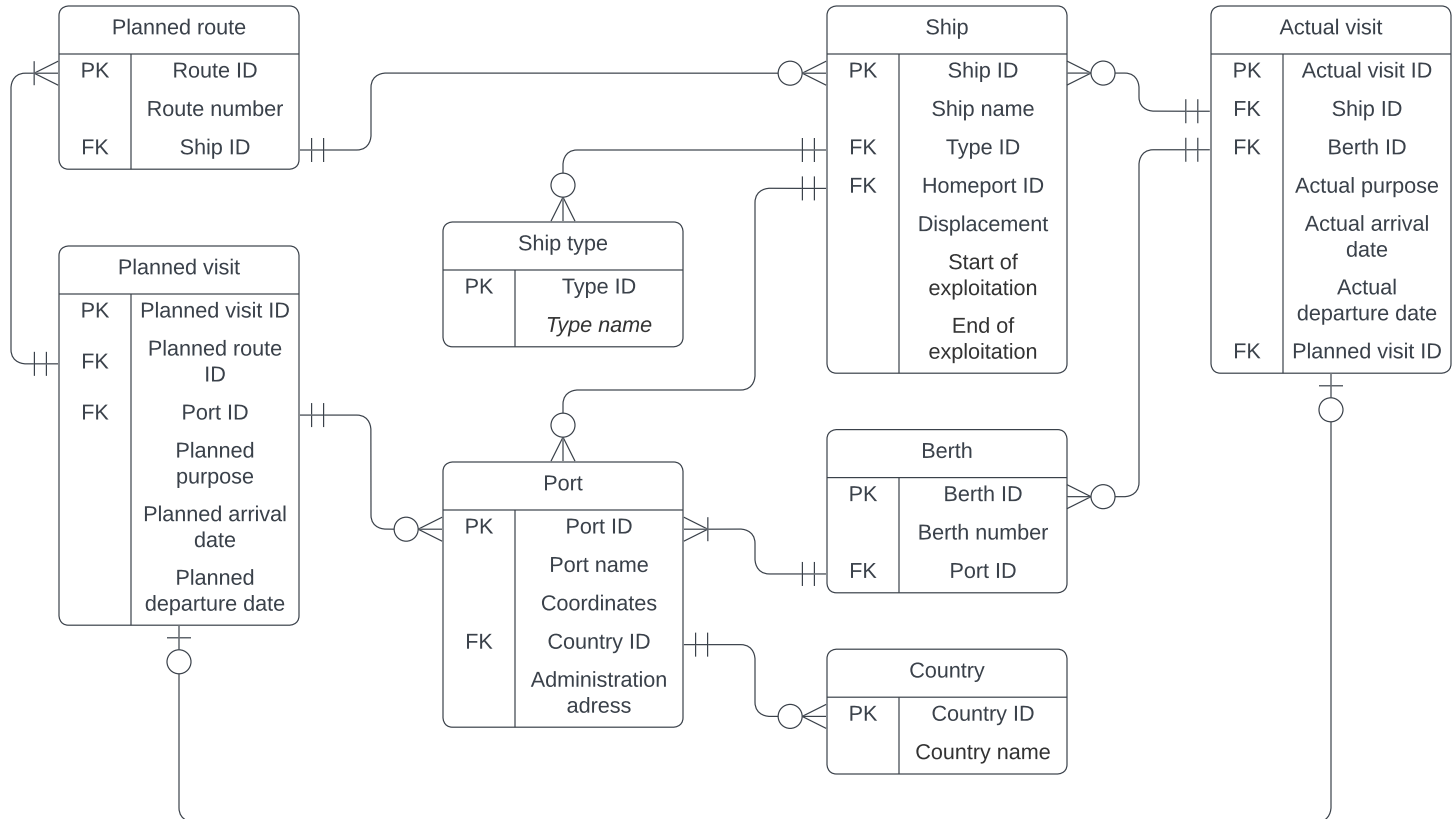 Planned route
PK Route ID
Route number
FK Ship ID
Planned visit
PK Planned visit ID
FK Planned route
ID
FK Port ID
Planned
purpose
Planned arrival
date
Planned
departure date
Ship type
PK Type ID
Type name
Port
PK Port ID
Port name
Coordinates
FK Country ID
Administration
adress
Ship
PK Ship ID
Ship name
FK Type ID
FK Homeport ID
Displacement
Start of
exploitation
End of
exploitation
Berth
PK Berth ID
Berth number
FK Port ID
Country
PK Country ID
Country name
Actual visit
PK Actual visit ID
FK Ship ID
FK Berth ID
Actual purpose
Actual arrival
date
Actual
departure date
FK Planned visit ID